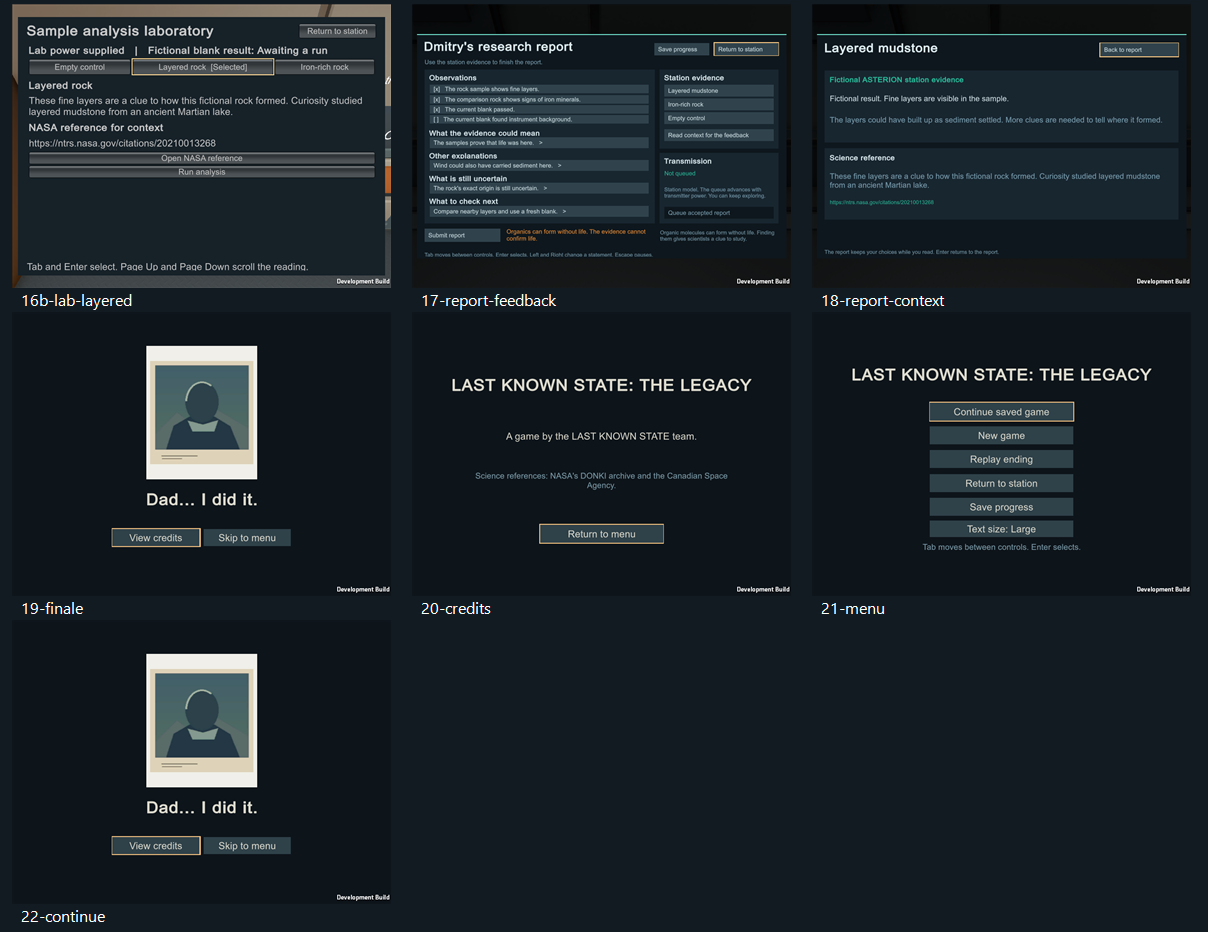 Sample analysis laboratory
Return to station
Lab power supplied | Fictional blank result: Awaiting a run
Empty control
Layered rock [Selected]
Iron-rich rock
Layered rock
These fine layers are a clue to how this fictional rock formed. Curiosity studied
layered mudstone from an ancient Martian lake.
NASA reference for context
https://ntrs.nasa.gov/citations/20210013268
Open NASA reference
Run analysis
Tab and Enter select. Page Up and Page Down scroll the reading.
Development Build
16b-lab-layered
Dmitry's research report
Save progress
Return to station
Use the station evidence to finish the report.
Observations
[x] The rock sample shows fine layers.
[x] The comparison rock shows signs of iron minerals.
[x] The current blank passed.
[ ] The current blank found instrument background.
What the evidence could mean
The samples prove that life was here. >
Other explanations
Wind could also have carried sediment here. >
What is still uncertain
The rock's exact origin is still uncertain. >
What to check next
Compare nearby layers and use a fresh blank. >
Submit report
Organics can form without life. The evidence cannot
confirm life.
Tab moves between controls. Enter selects. Left and Right change a statement. Escape pauses.
Station evidence
Layered mudstone
Iron-rich rock
Empty control
Read context for the feedback
Transmission
Not queued
Station model. The queue advances with
transmitter power. You can keep exploring.
Queue accepted report
Organic molecules can form without life. Finding
them gives scientists a clue to study.
Development Build
17-report-feedback
Layered mudstone
Back to report
Fictional ASTERION station evidence
Fictional result. Fine layers are visible in the sample.
The layers could have built up as sediment settled. More clues are needed to tell where it formed.
Science reference
These fine layers are a clue to how this fictional rock formed. Curiosity studied layered mudstone
from an ancient Martian lake.
https://ntrs.nasa.gov/citations/20210013268
The report keeps your choices while you read. Enter returns to the report.
Development Build
18-report-context
Dad... I did it.
View credits
Skip to menu
Development Build
19-finale
LAST KNOWN STATE: THE LEGACY
A game by the LAST KNOWN STATE team.
Science references: NASA's DONKI archive and the Canadian Space
Agency.
Return to menu
Development Build
20-credits
LAST KNOWN STATE: THE LEGACY
Continue saved game
New game
Replay ending
Return to station
Save progress
Text size: Large
Tab moves between controls. Enter selects.
Development Build
21-menu
Dad... I did it.
View credits
Skip to menu
Development Build
22-continue